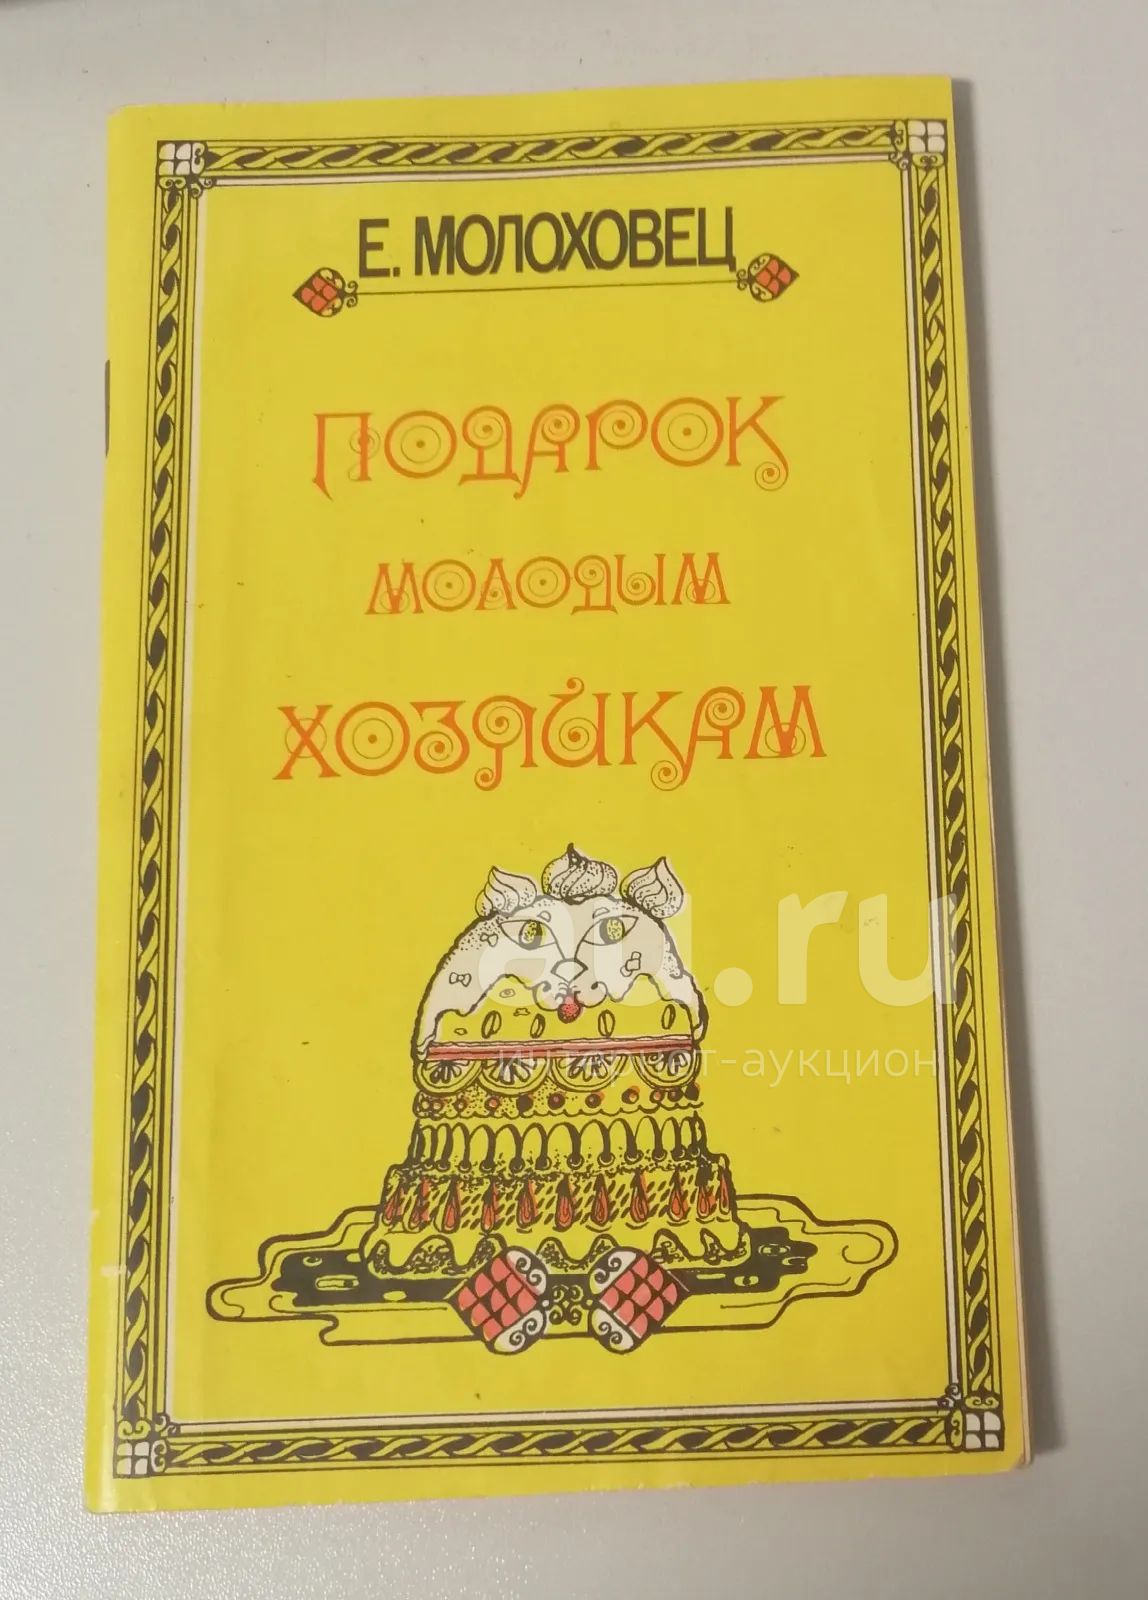 Е. МОЛОХОВЕЦ
ПОДАРОК
МОЛОДЫМ
ХОЗЯЙКАМ
au.ru
интернет-аукцион